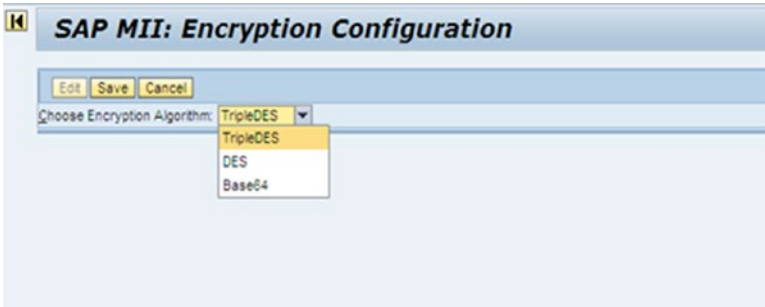 SAP MII: Encryption Configuration
Edit Save Cancel
Choose Encryption Algorithm: TripleDES
TripleDES
DES
Base64